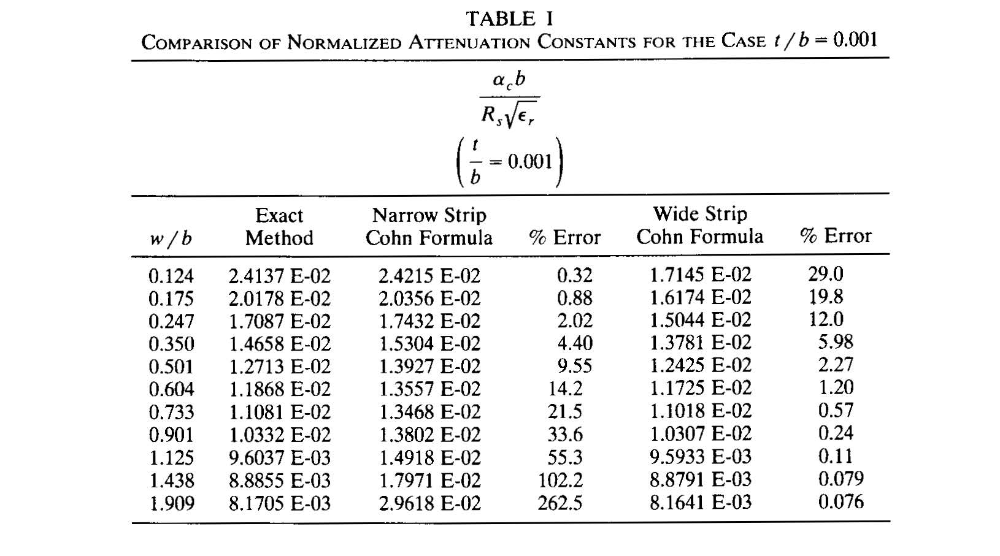 TABLE I
COMPARISON OF NORMALIZED ATTENUATION CONSTANTS FOR THE CASE t / b = 0.001
α_c b
R_s √ϵ_r
( t / b = 0.001 )
Exact Narrow Strip Wide Strip
w / b Method Cohn Formula % Error Cohn Formula % Error
0.124 2.4137 E-02 2.4215 E-02 0.32 1.7145 E-02 29.0
0.175 2.0178 E-02 2.0356 E-02 0.88 1.6174 E-02 19.8
0.247 1.7087 E-02 1.7432 E-02 2.02 1.5044 E-02 12.0
0.350 1.4658 E-02 1.5304 E-02 4.40 1.3781 E-02 5.98
0.501 1.2713 E-02 1.3927 E-02 9.55 1.2425 E-02 2.27
0.604 1.1868 E-02 1.3557 E-02 14.2 1.1725 E-02 1.20
0.733 1.1081 E-02 1.3468 E-02 21.5 1.1018 E-02 0.57
0.901 1.0332 E-02 1.3802 E-02 33.6 1.0307 E-02 0.24
1.125 9.6037 E-03 1.4918 E-02 55.3 9.5933 E-03 0.11
1.438 8.8855 E-03 1.7971 E-02 102.2 8.8791 E-03 0.079
1.909 8.1705 E-03 2.9618 E-02 262.5 8.1641 E-03 0.076